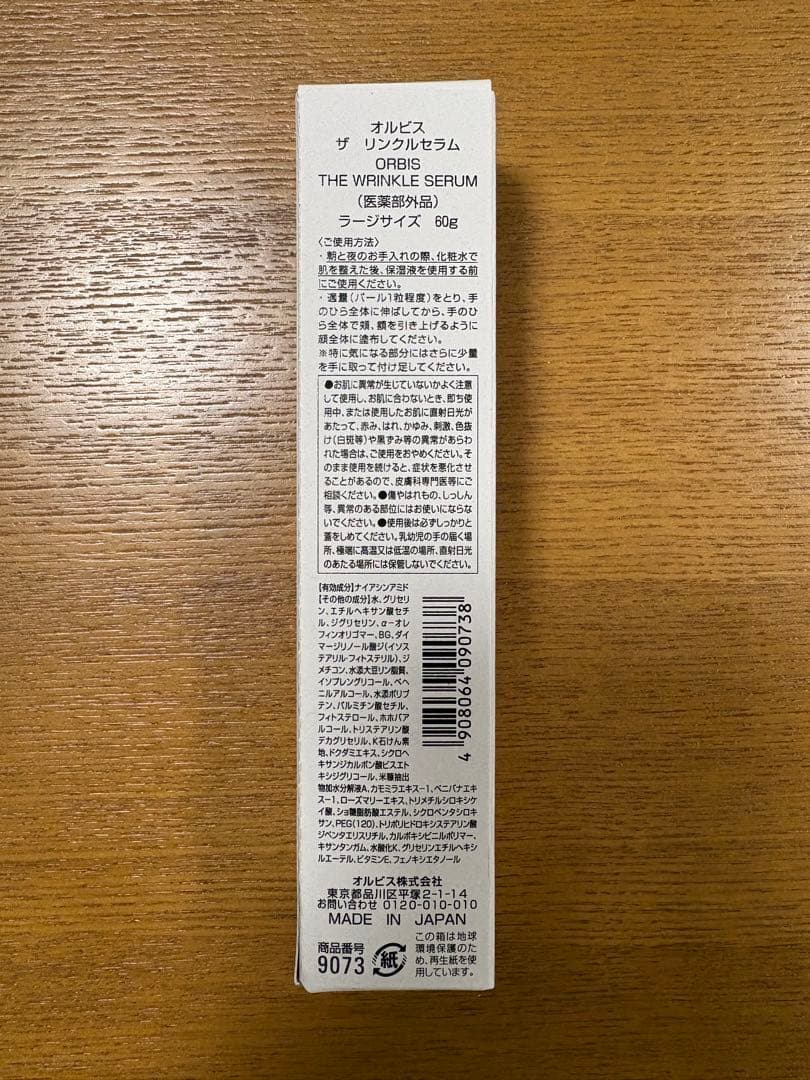 オルビス
ザ リンクルセラム
ORBIS
THE WRINKLE SERUM
(医薬部外品)
ラージサイズ 60g
〈ご使用方法〉
・朝と夜のお手入れの際、化粧水で
肌を整えた後、保湿液を使用する前
にご使用ください。
・適量(パール1粒程度)をとり、手
のひら全体に伸ばしてから、手のひ
ら全体で頬、額を引き上げるように
顔全体に塗布してください。
※特に気になる部分にはさらに少量
を手に取って付け足してください。
●お肌に異常が生じていないかよく注意
して使用し、お肌に合わないとき、即ち使
用中、または使用したお肌に直射日光が
あたって、赤み、はれ、かゆみ、刺激、色抜
け(白斑等)や黒ずみ等の異常があらわ
れた場合は、ご使用をおやめください。そ
のまま使用を続けると、症状を悪化させ
ることがあるので、皮膚科専門医等にご
相談ください。●傷やはれもの、しっしん
等、異常のある部位にはお使いにならな
いでください。●使用後は必ずしっかりと
蓋をしめてください。乳幼児の手の届く場
所、極端に高温又は低温の場所、直射日光
のあたる場所には保管しないでください。
【有効成分】ナイアシンアミド
【その他の成分】水、グリセリ
ン、エチルヘキサン酸セチ
ル、ジグリセリン、α-オレ
フィンオリゴマー、BG、ダイ
マージリノール酸ジ(イソス
テアリル・フィトステリル)、ジ
メチコン、水添大豆リン脂質、
イソプレングリコール、ベヘ
ニルアルコール、水添ポリブ
テン、パルミチン酸セチル、
フィトステロール、ホホバア
ルコール、トリステアリン酸
デカグリセリル、K石けん素
地、ドクダミエキス、シクロヘ
キサンジカルボン酸ビスエト
キシジグリコール、米糠抽出
物加水分解液A、カモミラエキス-1、ベニバナエキ
ス-1、ローズマリーエキス、トリメチルシロキシケ
イ酸、ショ糖脂肪酸エステル、シクロペンタシロキ
サン、PEG(120)、トリポリヒドロキシステアリン酸
ジペンタエリスリチル、カルボキシビニルポリマー、
キサンタンガム、水酸化K、グリセリンエチルヘキシ
ルエーテル、ビタミンE、フェノキシエタノール
4 908064 090738
オルビス株式会社
東京都品川区平塚2-1-14
お問い合わせ 0120-010-010
MADE IN JAPAN
商品番号
9073
紙
この箱は地球
環境保護のた
め、再生紙を使
用しています。